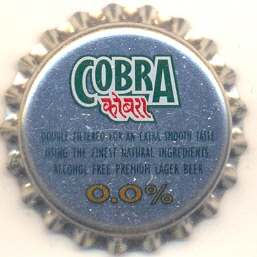 COBRA
कोबरा
DOUBLE FILTERED FOR AN EXTRA SMOOTH TASTE
USING THE FINEST NATURAL INGREDIENTS.
ALCOHOL FREE PREMIUM LAGER BEER
0.0%